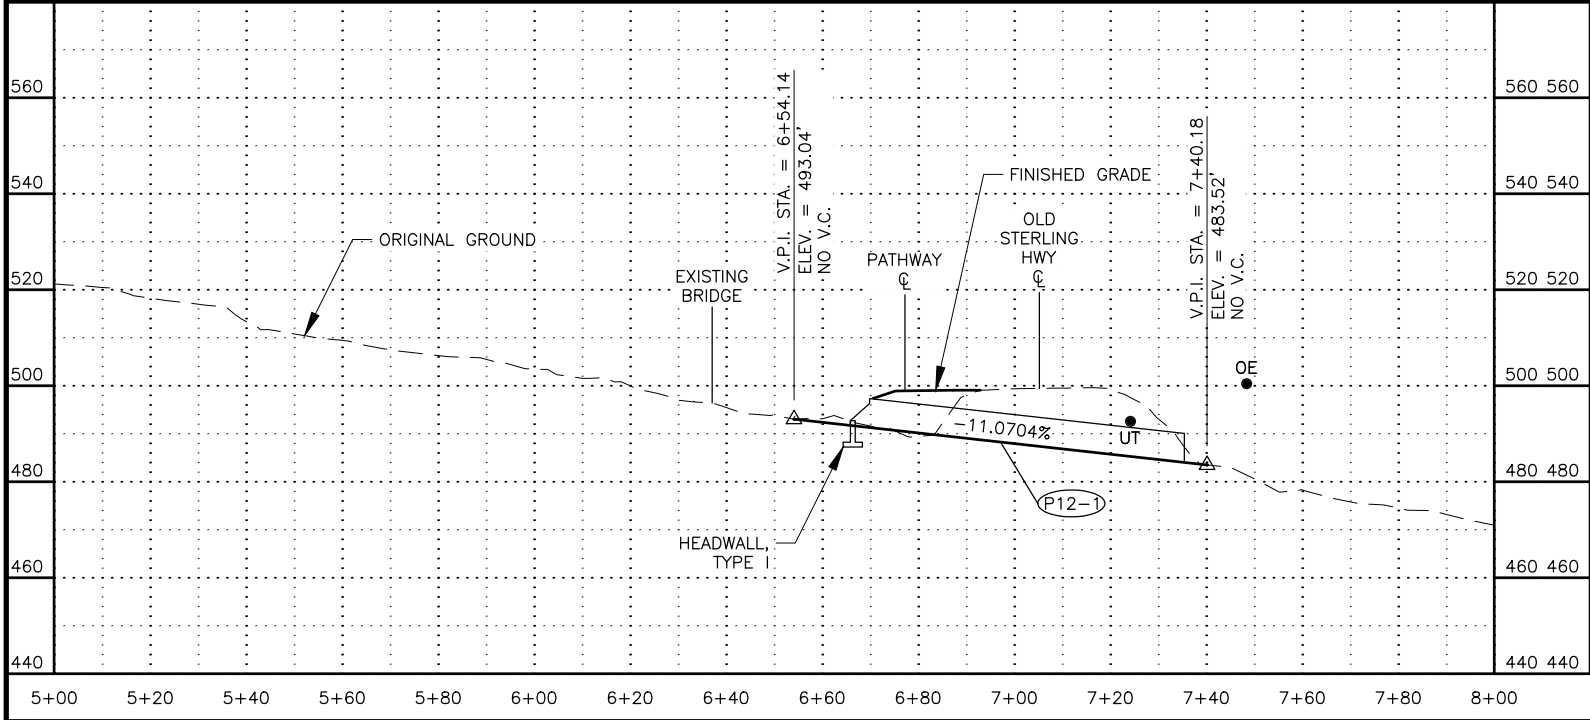 560
540
520
500
480
460
440
ORIGINAL GROUND
EXISTING
BRIDGE
V.P.I. STA. = 6+54.14
ELEV. = 493.04'
NO V.C.
PATHWAY
℄
FINISHED GRADE
OLD
STERLING
HWY
℄
V.P.I. STA. = 7+40.18
ELEV. = 483.52'
NO V.C.
OE
UT
-11.0704%
P12-1
HEADWALL,
TYPE I
560 560
540 540
520 520
500 500
480 480
460 460
440 440
5+00 5+20 5+40 5+60 5+80 6+00 6+20 6+40 6+60 6+80 7+00 7+20 7+40 7+60 7+80 8+00